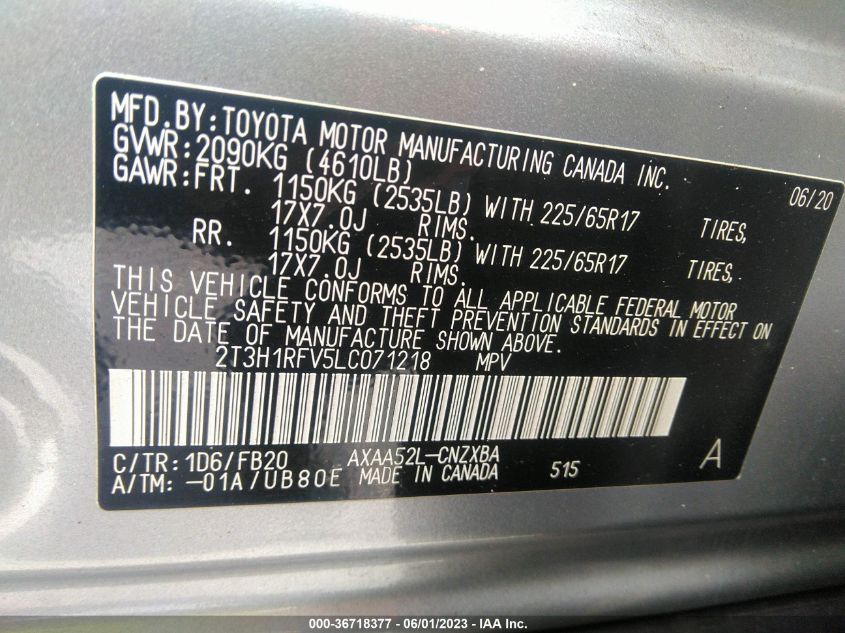 MFD.BY:TOYOTA MOTOR MANUFACTURING CANADA INC.
GVWR:2090KG (4610LB) 06/20
GAWR:FRT. 1150KG (2535LB) WITH 225/65R17 TIRES,
17X7.0J RIMS.
RR. 1150KG (2535LB) WITH 225/65R17 TIRES,
17X7.0J RIMS.
THIS VEHICLE CONFORMS TO ALL APPLICABLE FEDERAL MOTOR
VEHICLE SAFETY AND THEFT PREVENTION STANDARDS IN EFFECT ON
THE DATE OF MANUFACTURE SHOWN ABOVE.
2T3H1RFV5LC071218 MPV
C/TR:1D6/FB20 AXAA52L-CNZXBA 515 A
A/TM: -01A/UB80E MADE IN CANADA
000-36718377 - 06/01/2023 - IAA Inc.